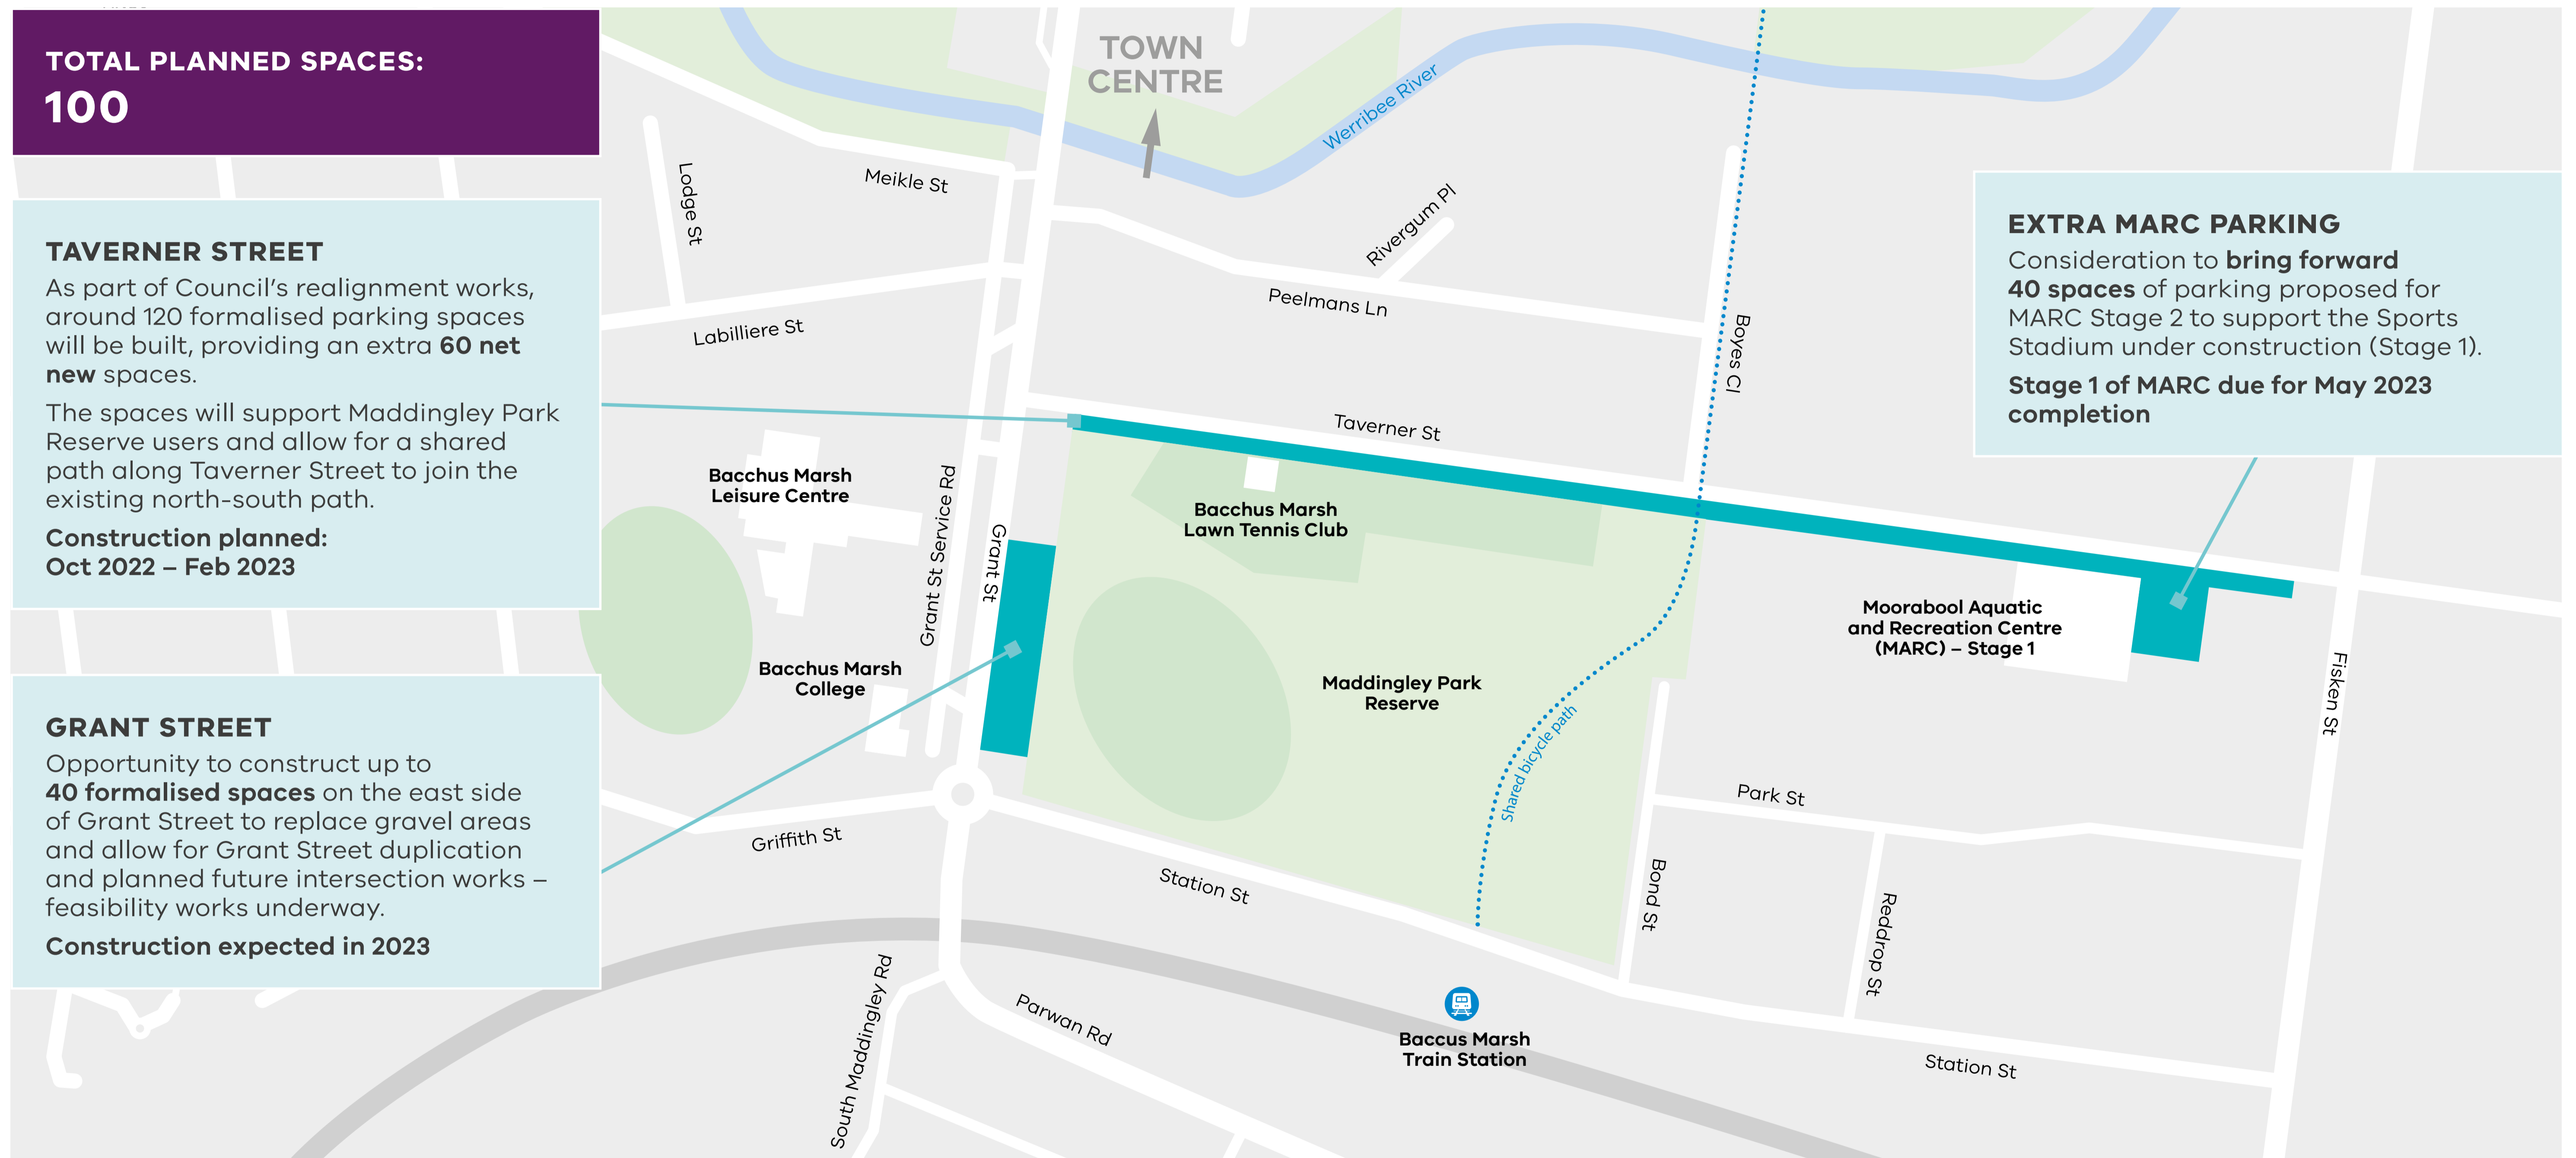 TOTAL PLANNED SPACES:
100
TAVERNER STREET
As part of Council's realignment works,
around 120 formalised parking spaces
will be built, providing an extra 60 net
new spaces.
The spaces will support Maddingley Park
Reserve users and allow for a shared
path along Taverner Street to join the
existing north-south path.
Construction planned:
Oct 2022 – Feb 2023
GRANT STREET
Opportunity to construct up to
40 formalised spaces on the east side
of Grant Street to replace gravel areas
and allow for Grant Street duplication
and planned future intersection works –
feasibility works underway.
Construction expected in 2023
EXTRA MARC PARKING
Consideration to bring forward
40 spaces of parking proposed for
MARC Stage 2 to support the Sports
Stadium under construction (Stage 1).
Stage 1 of MARC due for May 2023
completion
TOWN
CENTRE
Werribee River
Meikle St
Lodge St
Rivergum Pl
Peelmans Ln
Labilliere St
Boyes Cl
Taverner St
Bacchus Marsh
Leisure Centre
Grant St Service Rd
Grant St
Bacchus Marsh
Lawn Tennis Club
Bacchus Marsh
College
Maddingley Park
Reserve
Moorabool Aquatic
and Recreation Centre
(MARC) – Stage 1
Fisken St
Shared bicycle path
Park St
Griffith St
Station St
Bond St
Reddrop St
South Maddingley Rd
Parwan Rd
Baccus Marsh
Train Station
Station St